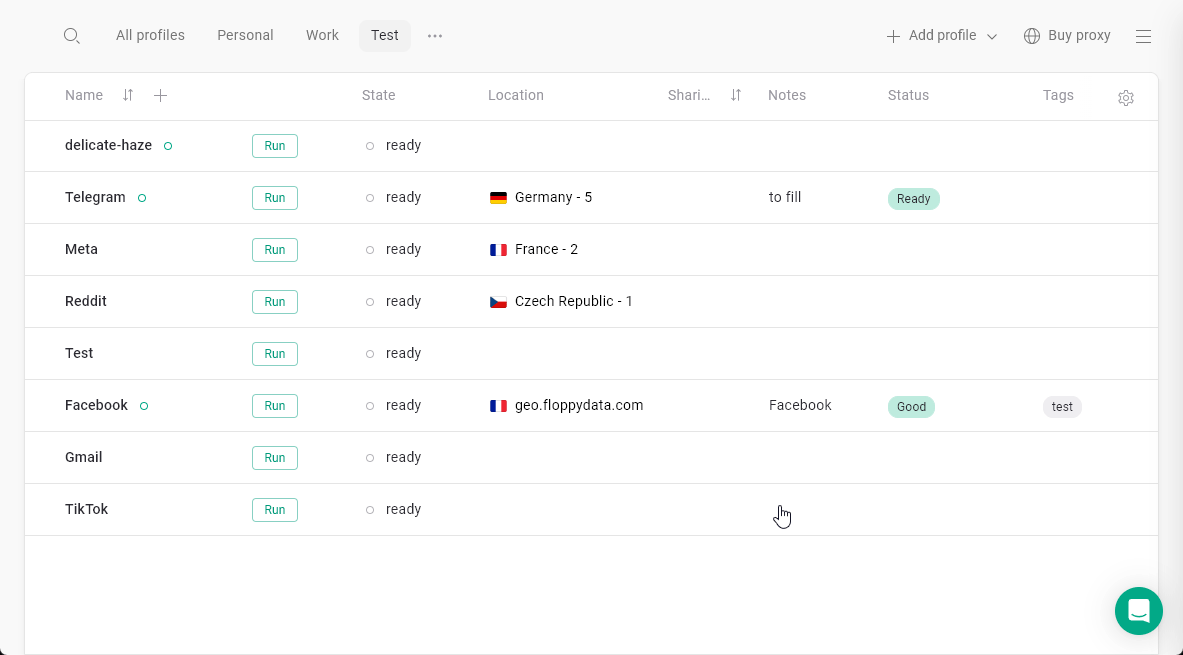 All profiles Personal Work Test ... Add profile Buy proxy
Name State Location Shari... Notes Status Tags
delicate-haze Run ready
Telegram Run ready Germany - 5 to fill Ready
Meta Run ready France - 2
Reddit Run ready Czech Republic - 1
Test Run ready
Facebook Run ready geo.floppydata.com Facebook Good test
Gmail Run ready
TikTok Run ready